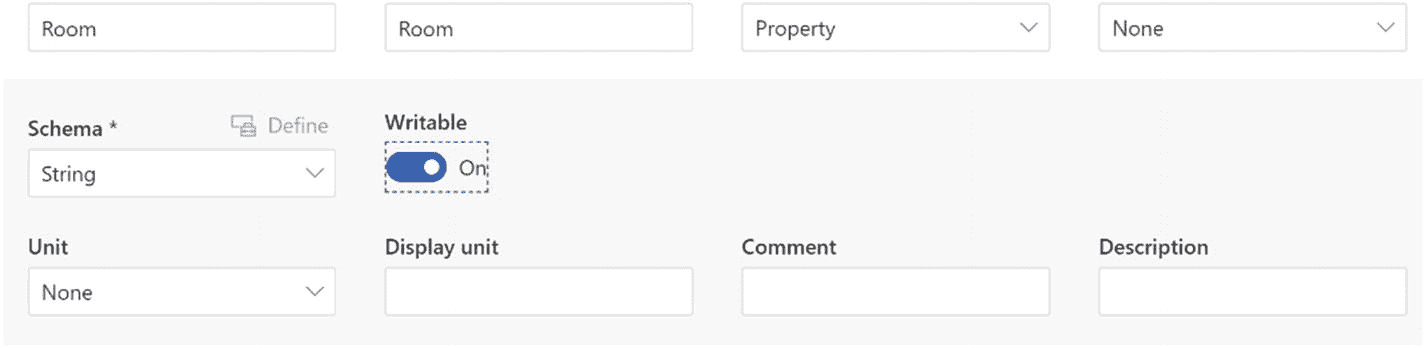 Room Room Property None
Schema * Define Writable
String On
Unit Display unit Comment Description
None